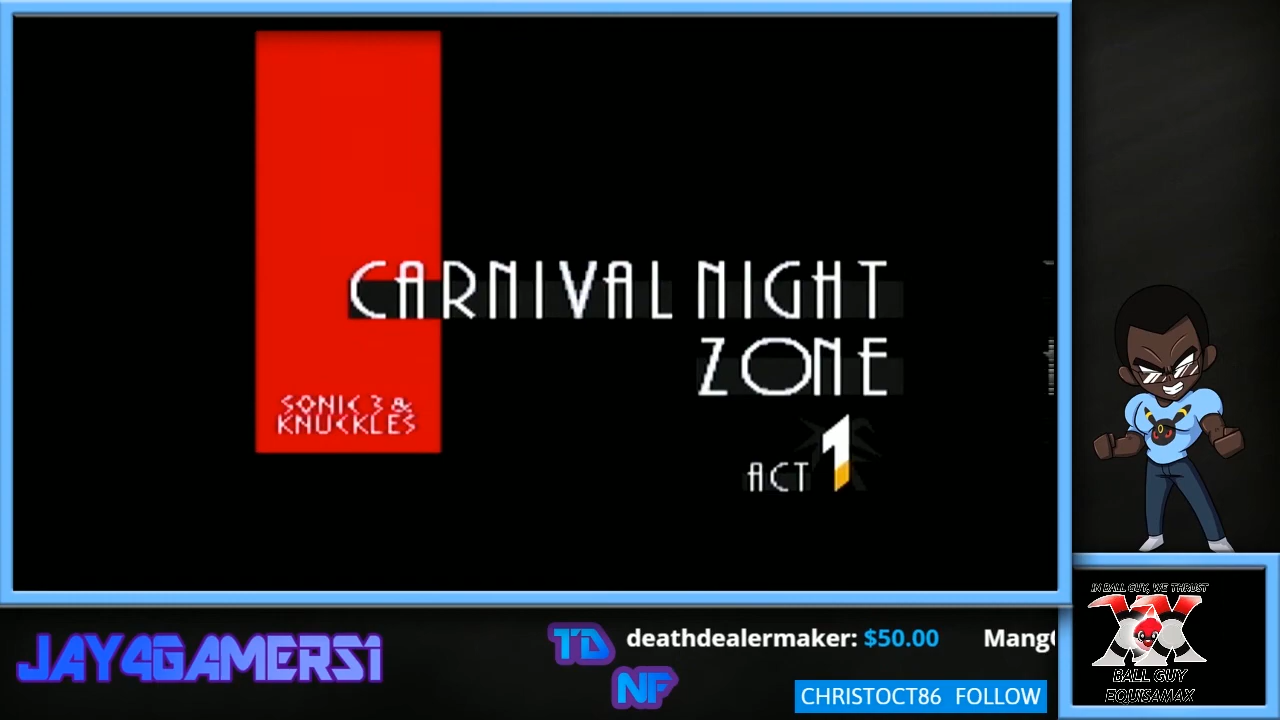 CARNIVAL NIGHT
ZONE
ACT 1
SONIC 3 &
KNUCKLES
JAY4GAMERS1
TD
NF
deathdealermaker: $50.00
CHRISTOCT86 FOLLOW
IN BALL GUY, WE THRUST
XX
BALL GUY
EQUISAMAX